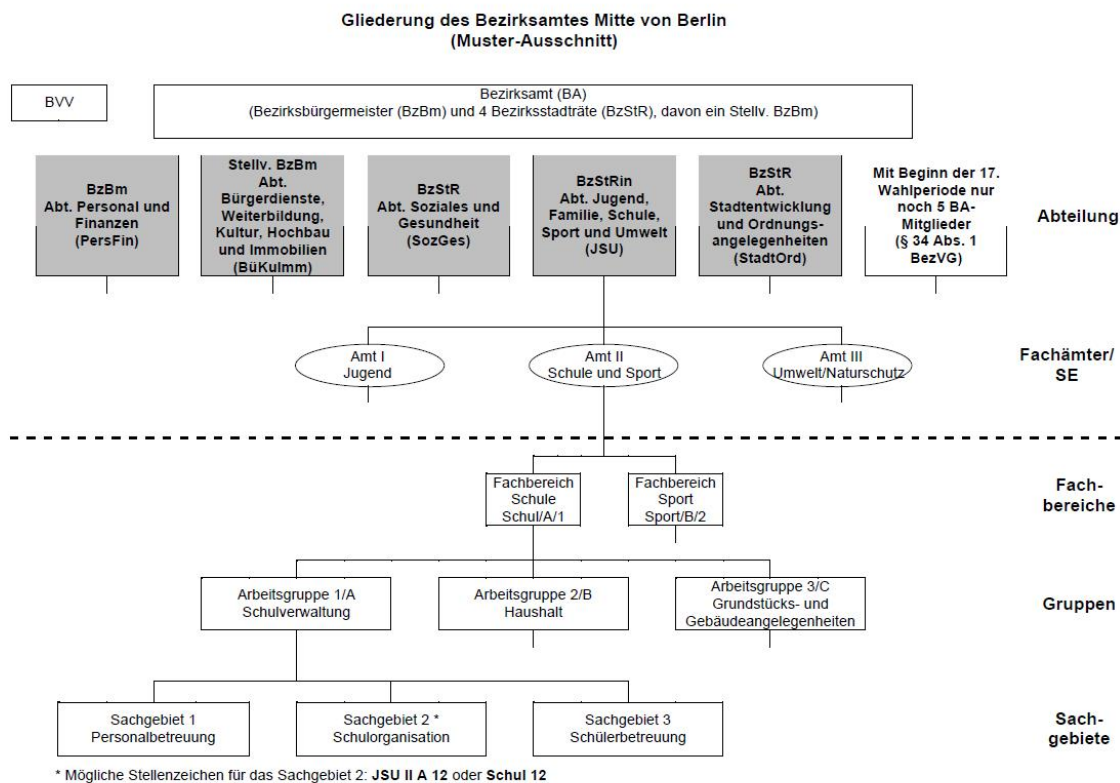 Gliederung des Bezirksamtes Mitte von Berlin
(Muster-Ausschnitt)
BVV
Bezirksamt (BA)
(Bezirksbürgermeister (BzBm) und 4 Bezirksstadträte (BzStR), davon ein Stellv. BzBm)
BzBm
Abt. Personal und
Finanzen
(PersFin)
Stellv. BzBm
Abt.
Bürgerdienste,
Weiterbildung,
Kultur, Hochbau
und Immobilien
(BüKuImm)
BzStR
Abt. Soziales und
Gesundheit
(SozGes)
BzStRin
Abt. Jugend,
Familie, Schule,
Sport und Umwelt
(JSU)
BzStR
Abt.
Stadtentwicklung
und Ordnungs-
angelegenheiten
(StadtOrd)
Mit Beginn der 17.
Wahlperiode nur
noch 5 BA-
Mitglieder
(§ 34 Abs. 1
BezVG)
Abteilung
Amt I
Jugend
Amt II
Schule und Sport
Amt III
Umwelt/Naturschutz
Fachämter/
SE
Fachbereich
Schule
Schul/A/1
Fachbereich
Sport
Sport/B/2
Fach-
bereiche
Arbeitsgruppe 1/A
Schulverwaltung
Arbeitsgruppe 2/B
Haushalt
Arbeitsgruppe 3/C
Grundstücks- und
Gebäudeangelegenheiten
Gruppen
Sachgebiet 1
Personalbetreuung
Sachgebiet 2 *
Schulorganisation
Sachgebiet 3
Schülerbetreuung
Sach-
gebiete
* Mögliche Stellenzeichen für das Sachgebiet 2: JSU II A 12 oder Schul 12